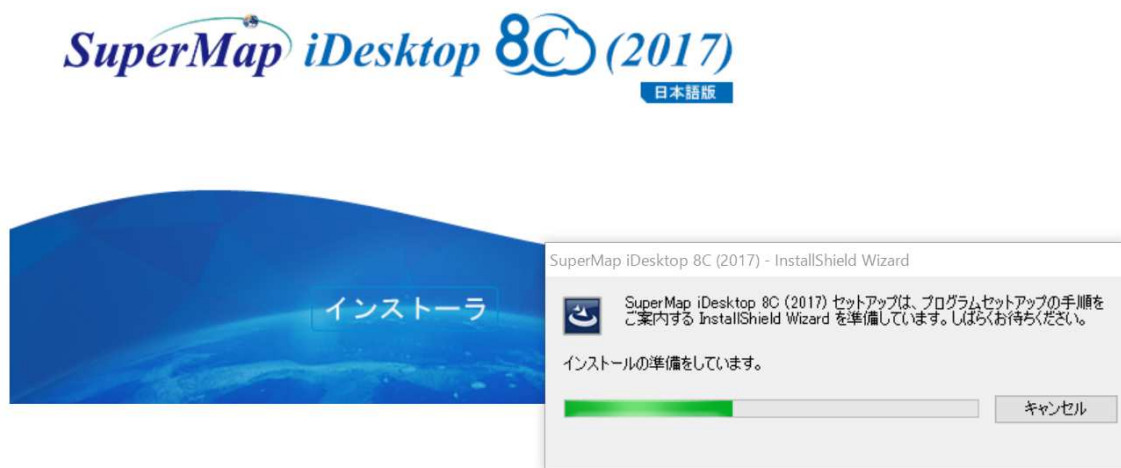 SuperMap iDesktop 8C (2017)
日本語版
インストーラ
SuperMap iDesktop 8C (2017) - InstallShield Wizard
SuperMap iDesktop 8C (2017) セットアップは、プログラムセットアップの手順を
ご案内する InstallShield Wizard を準備しています。しばらくお待ちください。
インストールの準備をしています。
キャンセル